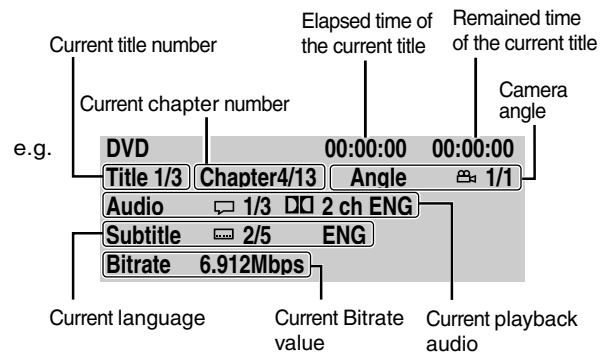 Elapsed time of
the current title
Remained time
of the current title
Current title number
Camera
angle
Current chapter number
e.g.
DVD 00:00:00 00:00:00
Title 1/3 Chapter4/13 Angle 1/1
Audio 1/3 2 ch ENG
Subtitle 2/5 ENG
Bitrate 6.912Mbps
Current language
Current Bitrate
value
Current playback
audio